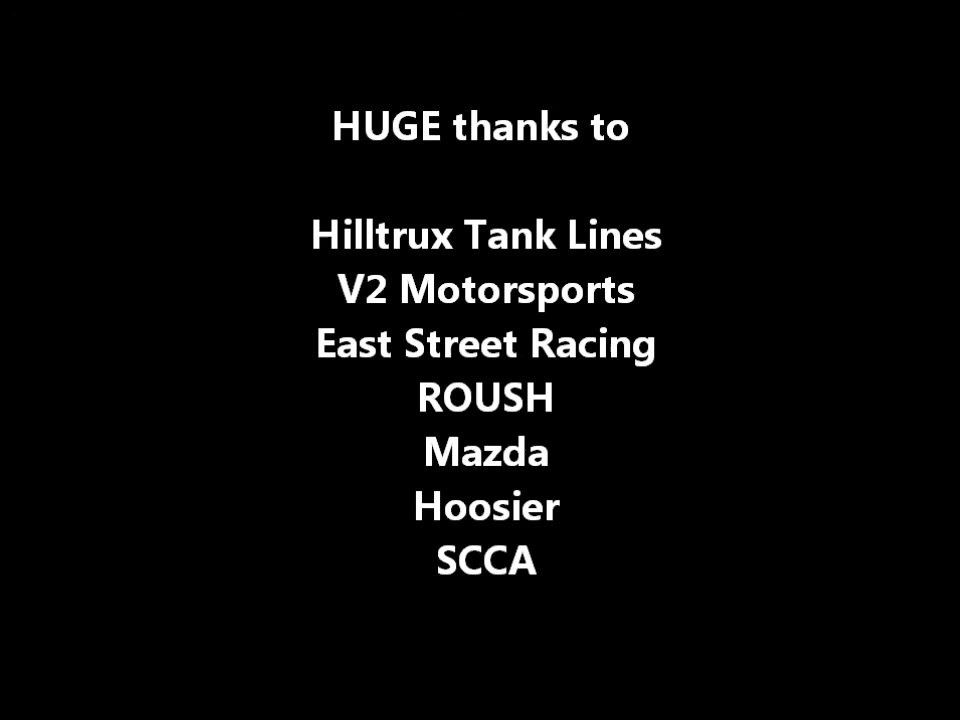 HUGE thanks to
Hilltrux Tank Lines
V2 Motorsports
East Street Racing
ROUSH
Mazda
Hoosier
SCCA